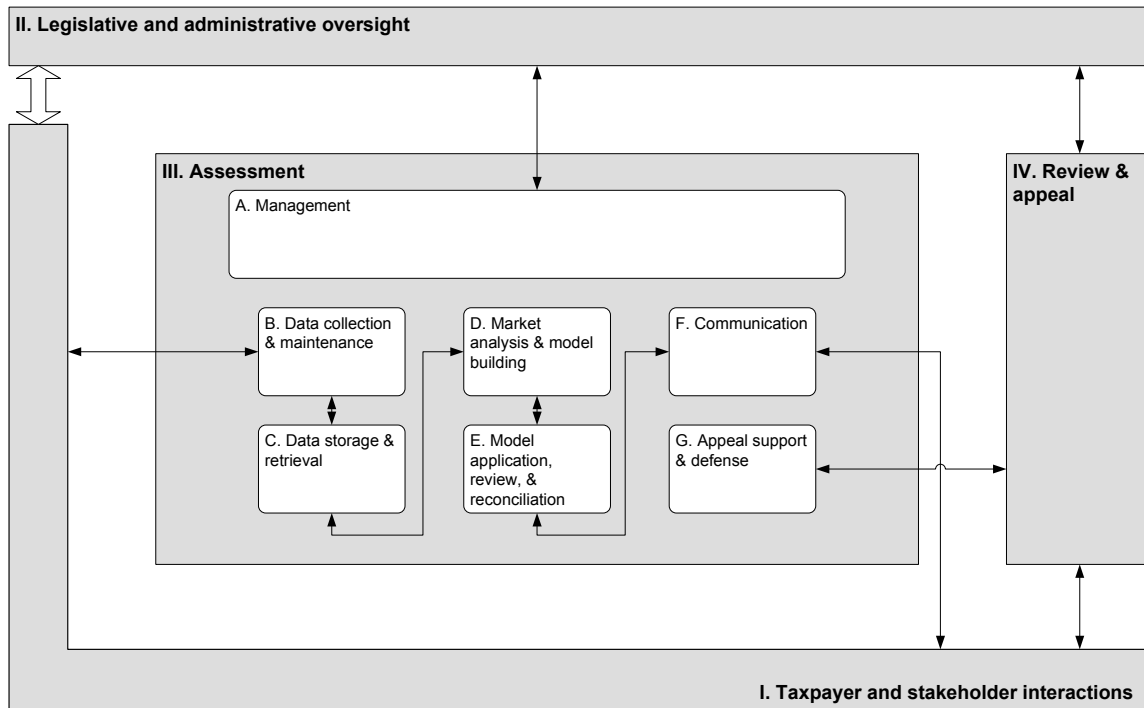 II. Legislative and administrative oversight
III. Assessment
IV. Review &
appeal
A. Management
B. Data collection
& maintenance
D. Market
analysis & model
building
F. Communication
C. Data storage &
retrieval
E. Model
application,
review, &
reconciliation
G. Appeal support
& defense
I. Taxpayer and stakeholder interactions